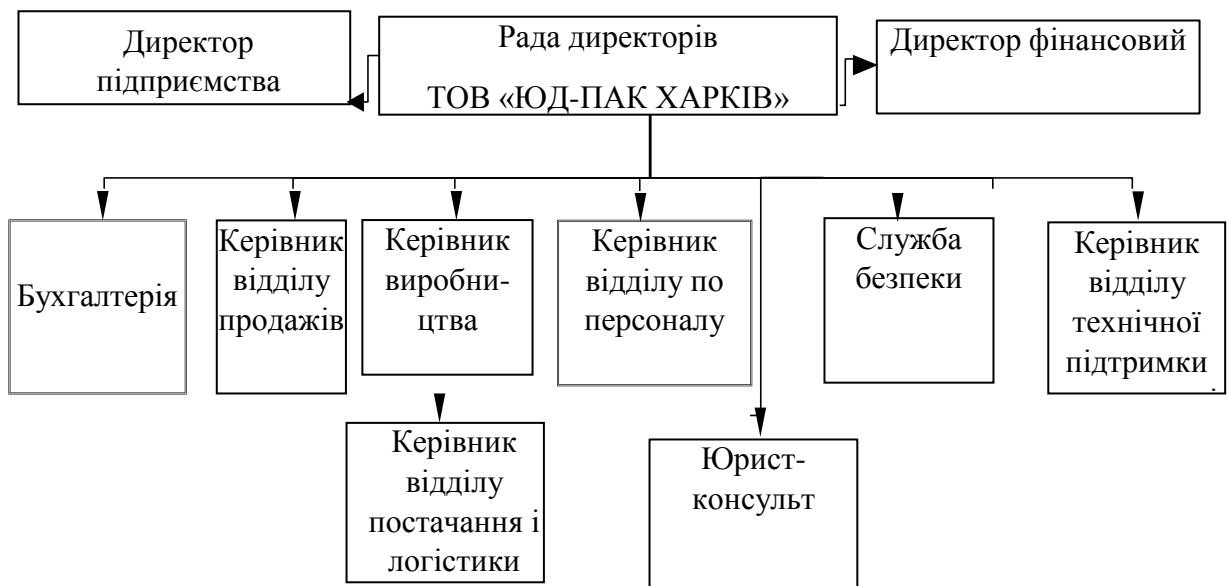 Директор
підприємства
Рада директорів
ТОВ «ЮД-ПАК ХАРКІВ»
Директор фінансовий
Бухгалтерія
Керівник
відділу
продажів
Керівник
виробни-
цтва
Керівник
відділу по
персоналу
Служба
безпеки
Керівник
відділу
технічної
підтримки
Керівник
відділу
постачання і
логістики
Юрист-
консульт